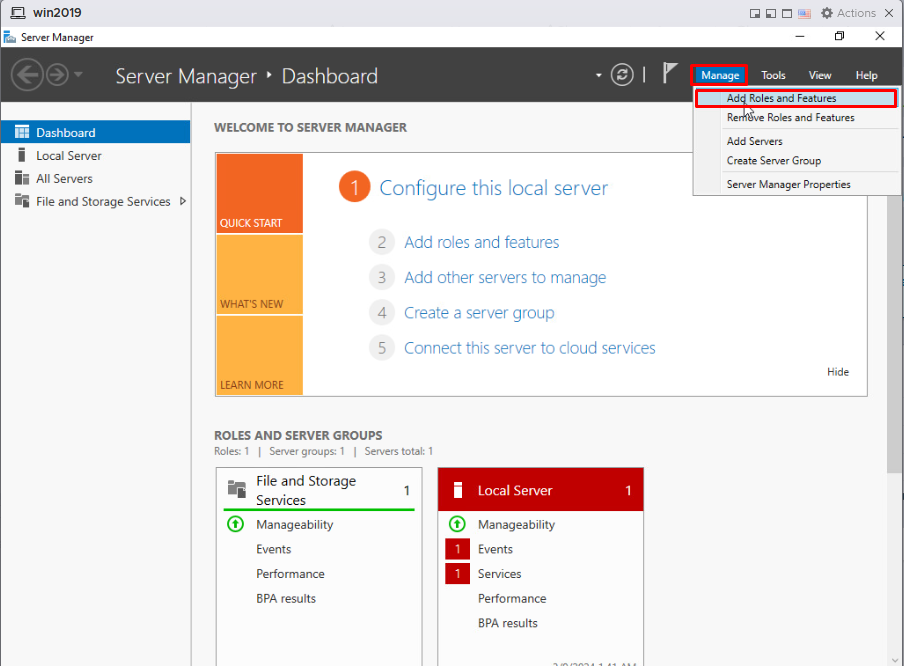 win2019
Actions
Server Manager
Server Manager
Dashboard
Manage
Tools
View
Help
Add Roles and Features
Remove Roles and Features
Add Servers
Create Server Group
Server Manager Properties
Dashboard
Local Server
All Servers
File and Storage Services
WELCOME TO SERVER MANAGER
QUICK START
WHAT'S NEW
LEARN MORE
1 Configure this local server
2 Add roles and features
3 Add other servers to manage
4 Create a server group
5 Connect this server to cloud services
Hide
ROLES AND SERVER GROUPS
Roles: 1 | Server groups: 1 | Servers total: 1
File and Storage
Services
1
Manageability
Events
Performance
BPA results
Local Server 1
Manageability
1 Events
1 Services
Performance
BPA results